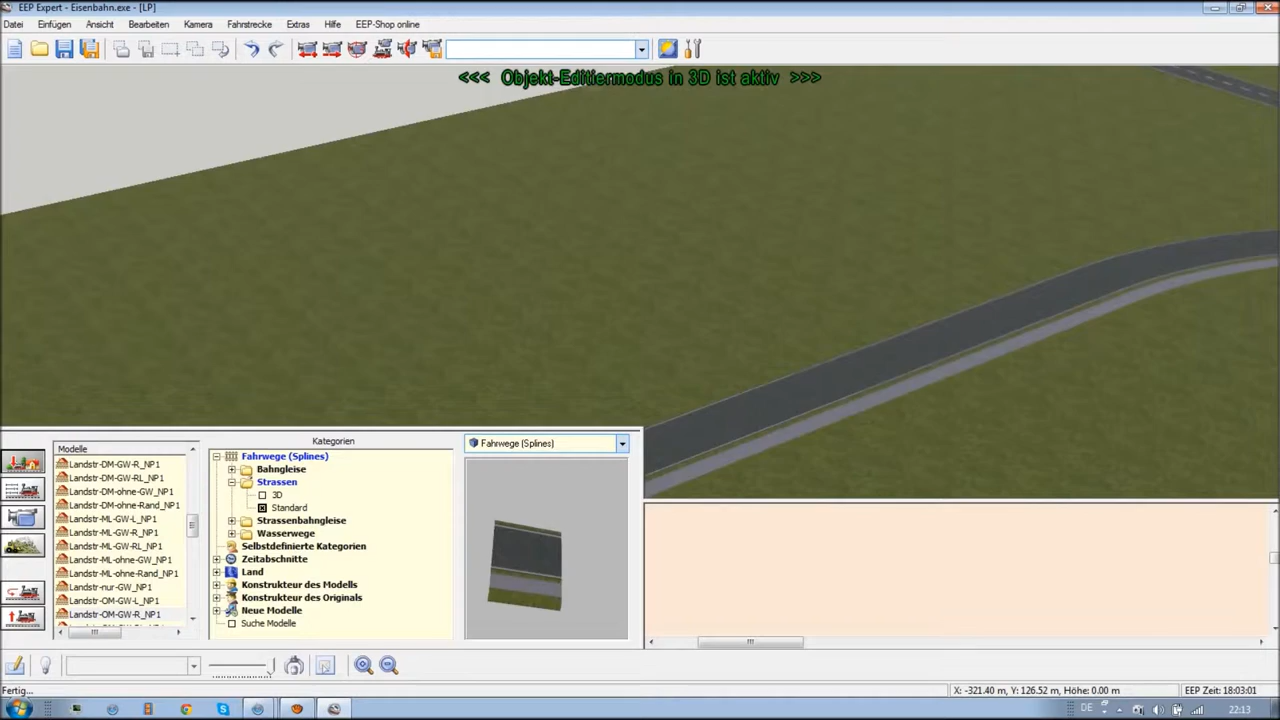 EEP Expert - Eisenbahn.exe - [LP]
Datei Einfügen Ansicht Bearbeiten Kamera Fahrstrecke Extras Hilfe EEP-Shop online
<<< Objekt-Editiermodus in 3D ist aktiv >>>
Modelle
Landstr-DM-GW-R_NP1
Landstr-DM-GW-RL_NP1
Landstr-DM-ohne-GW_NP1
Landstr-DM-ohne-Rand_NP1
Landstr-ML-GW-L_NP1
Landstr-ML-GW-R_NP1
Landstr-ML-GW-RL_NP1
Landstr-ML-ohne-GW_NP1
Landstr-ML-ohne-Rand_NP1
Landstr-nur-GW_NP1
Landstr-OM-GW-L_NP1
Landstr-OM-GW-R_NP1
Kategorien
Fahrwege (Splines)
Bahngleise
Strassen
3D
Standard
Strassenbahngleise
Wasserwege
Selbstdefinierte Kategorien
Zeitabschnitte
Land
Konstrukteur des Modells
Konstrukteur des Originals
Neue Modelle
Suche Modelle
Fahrwege (Splines)
Fertig...
X: -321.40 m, Y: 126.52 m, Höhe: 0.00 m
EEP Zeit: 18:03:01
DE
22:13